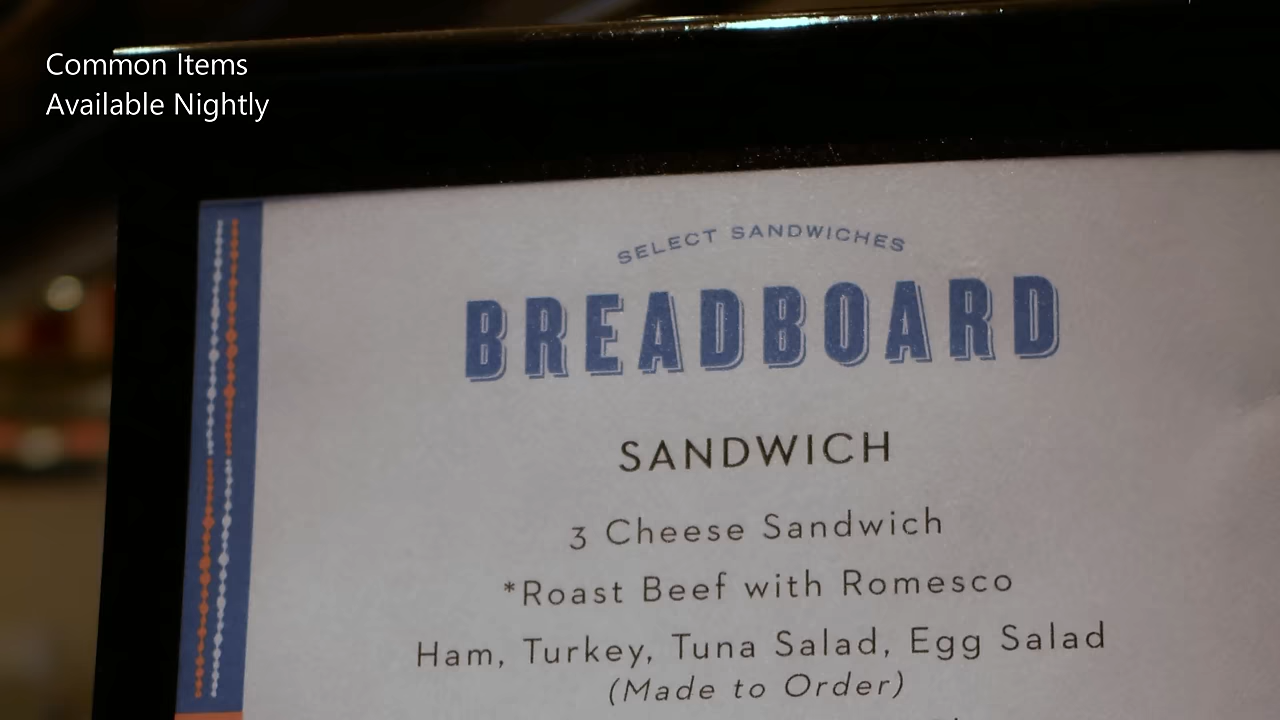 Common Items
Available Nightly
SELECT SANDWICHES
BREADBOARD
SANDWICH
3 Cheese Sandwich
*Roast Beef with Romesco
Ham, Turkey, Tuna Salad, Egg Salad
(Made to Order)